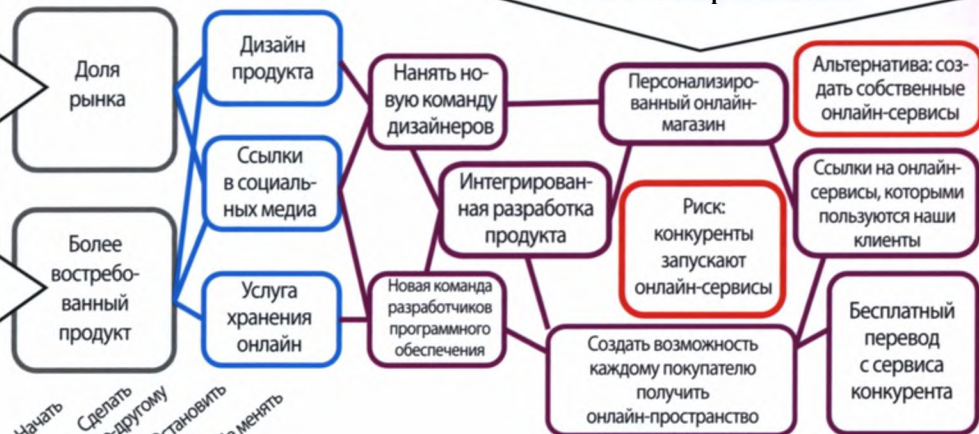 Доля
рынка
Более
востребо-
ванный
продукт
Дизайн
продукта
Ссылки
в социаль-
ных медиа
Услуга
хранения
онлайн
Нанять но-
вую команду
дизайнеров
Интегрирован-
ная разработка
продукта
Новая команда
разработчиков
программного
обеспечения
Персонализиро-
ванный онлайн-
магазин
Риск:
конкуренты
запускают
онлайн-сервисы
Создать возможность
каждому покупателю
получить
онлайн-пространство
Альтернатива: соз-
дать собственные
онлайн-сервисы
Ссылки на онлайн-
сервисы, которыми
пользуются наши
клиенты
Бесплатный
перевод
с сервиса
конкурента
Начать
Сделать
менять